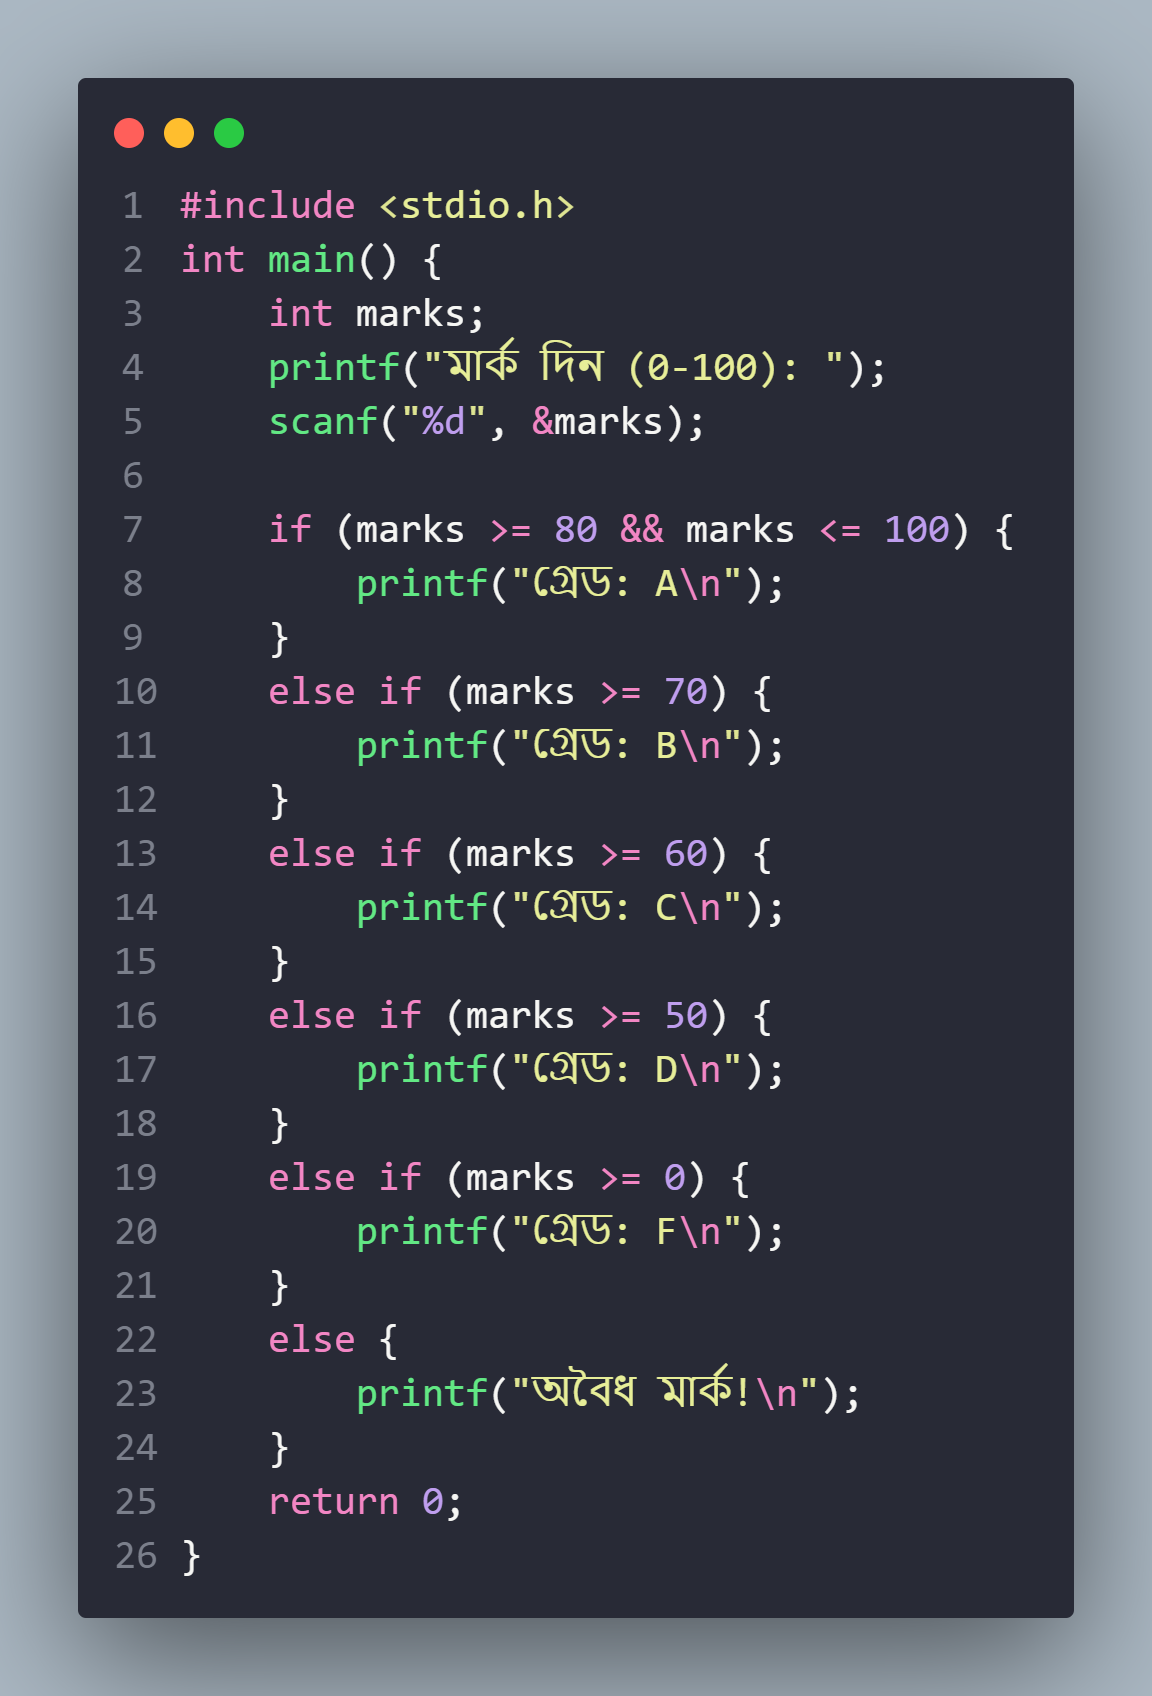 1 #include <stdio.h>
2 int main() {
3     int marks;
4     printf("মার্ক দিন (0-100): ");
5     scanf("%d", &marks);
6
7     if (marks >= 80 && marks <= 100) {
8         printf("গ্রেড: A\n");
9     }
10     else if (marks >= 70) {
11         printf("গ্রেড: B\n");
12     }
13     else if (marks >= 60) {
14         printf("গ্রেড: C\n");
15     }
16     else if (marks >= 50) {
17         printf("গ্রেড: D\n");
18     }
19     else if (marks >= 0) {
20         printf("গ্রেড: F\n");
21     }
22     else {
23         printf("অবৈধ মার্ক!\n");
24     }
25     return 0;
26 }